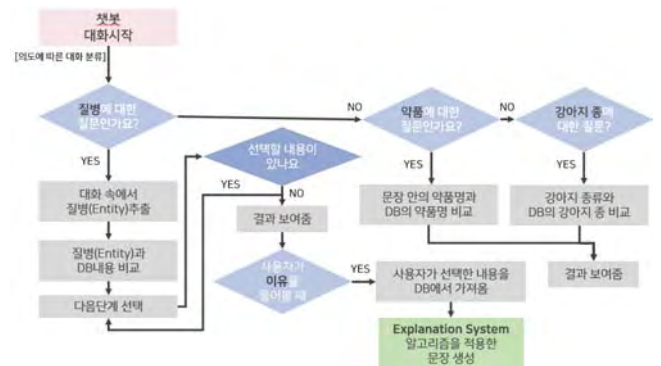 챗봇
대화시작
[의도에 따른 대화 분류]
질병에 대한
질문인가요?
NO
약품에 대한
질문인가요?
NO
강아지 종에
대한 질문?
YES
선택할 내용이
있나요
YES
YES
대화 속에서
질병(Entity)추출
YES
NO
문장 안의 약품명과
DB의 약품명 비교
강아지 종류와
DB의 강아지 종 비교
결과 보여줌
질병(Entity)과
DB내용 비교
사용자가
이유를
물어볼 때
YES
사용자가 선택한 내용을
DB에서 가져옴
결과 보여줌
다음단계 선택
Explanation System
알고리즘을 적용한
문장 생성